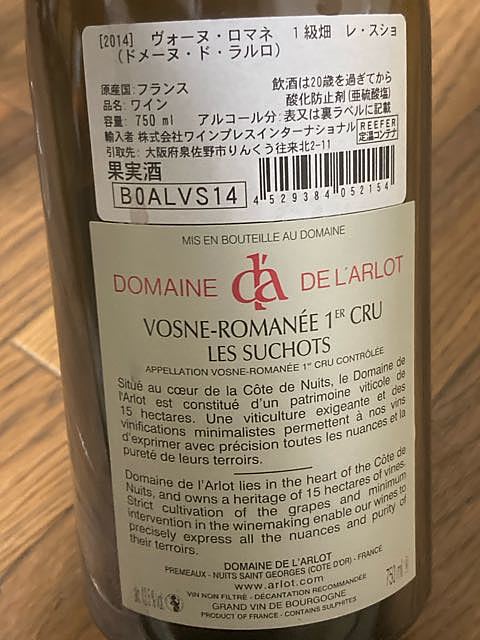 [2014] ヴォーヌ・ロマネ 1級畑 レ・スショ
(ドメーヌ・ド・ラルロ)
原産国:フランス 飲酒は20歳を過ぎてから
品名:ワイン 酸化防止剤(亜硫酸塩)
容量: 750 ml アルコール分:表又は裏ラベルに記載
輸入者:株式会社ワインプレスインターナショナル REEFER 定温コンテナ
引取先: 大阪府泉佐野市りんくう往来北2-11
果実酒
B0ALVS14
4 529384 052154
MIS EN BOUTEILLE AU DOMAINE
DOMAINE d'a DE L'ARLOT
VOSNE-ROMANÉE 1ER CRU
LES SUCHOTS
APPELLATION VOSNE-ROMANÉE 1er CRU CONTRÔLÉE
Situé au cœur de la Côte de Nuits, le Domaine de
l'Arlot est constitué d'un patrimoine viticole de
15 hectares. Une viticulture exigeante et des
vinifications minimalistes permettent à nos vins
d'exprimer avec précision toutes les nuances et la
pureté de leurs terroirs.
Domaine de l'Arlot lies in the heart of the Côte de
Nuits, and owns a heritage of 15 hectares of vines.
Strict cultivation of the grapes and minimum
intervention in the winemaking enable our wines to
precisely express all the nuances and purity of
their terroirs.
DOMAINE DE L'ARLOT
PREMEAUX - NUITS SAINT GEORGES (CÔTE D'OR) - FRANCE
www.arlot.com
VIN NON FILTRÉ - DÉCANTATION RECOMMANDÉE
GRAND VIN DE BOURGOGNE
PRODUCT OF FRANCE - CONTAINS SULPHITES
750 ml